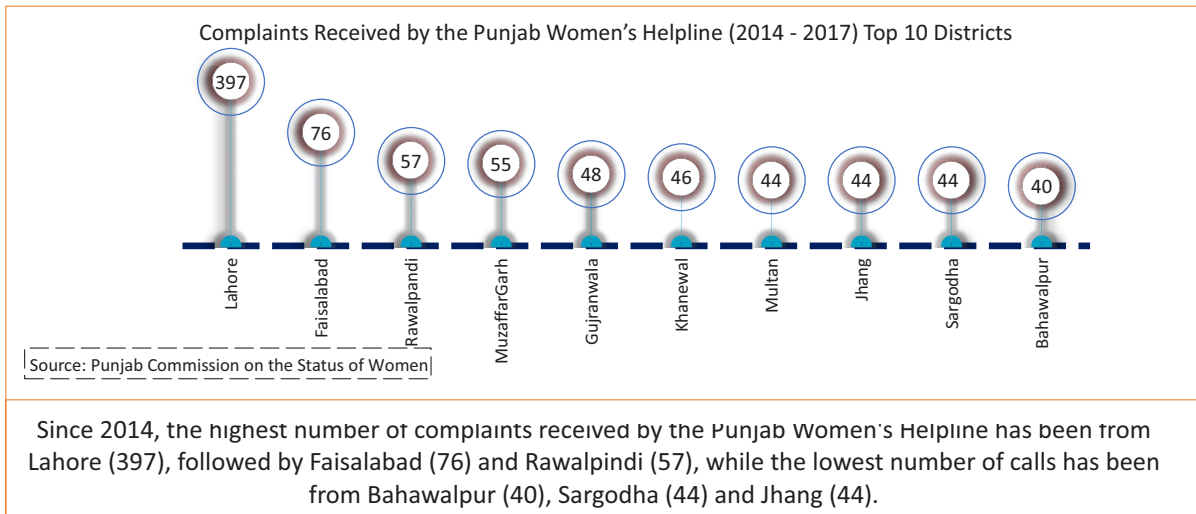 Complaints Received by the Punjab Women’s Helpline (2014 - 2017) Top 10 Districts
397
76
57
55
48
46
44
44
44
40
Lahore
Faisalabad
Rawalpandi
MuzaffarGarh
Gujranwala
Khanewal
Multan
Jhang
Sargodha
Bahawalpur
Source: Punjab Commission on the Status of Women
Since 2014, the highest number of complaints received by the Punjab Women's Helpline has been from
Lahore (397), followed by Faisalabad (76) and Rawalpindi (57), while the lowest number of calls has been
from Bahawalpur (40), Sargodha (44) and Jhang (44).